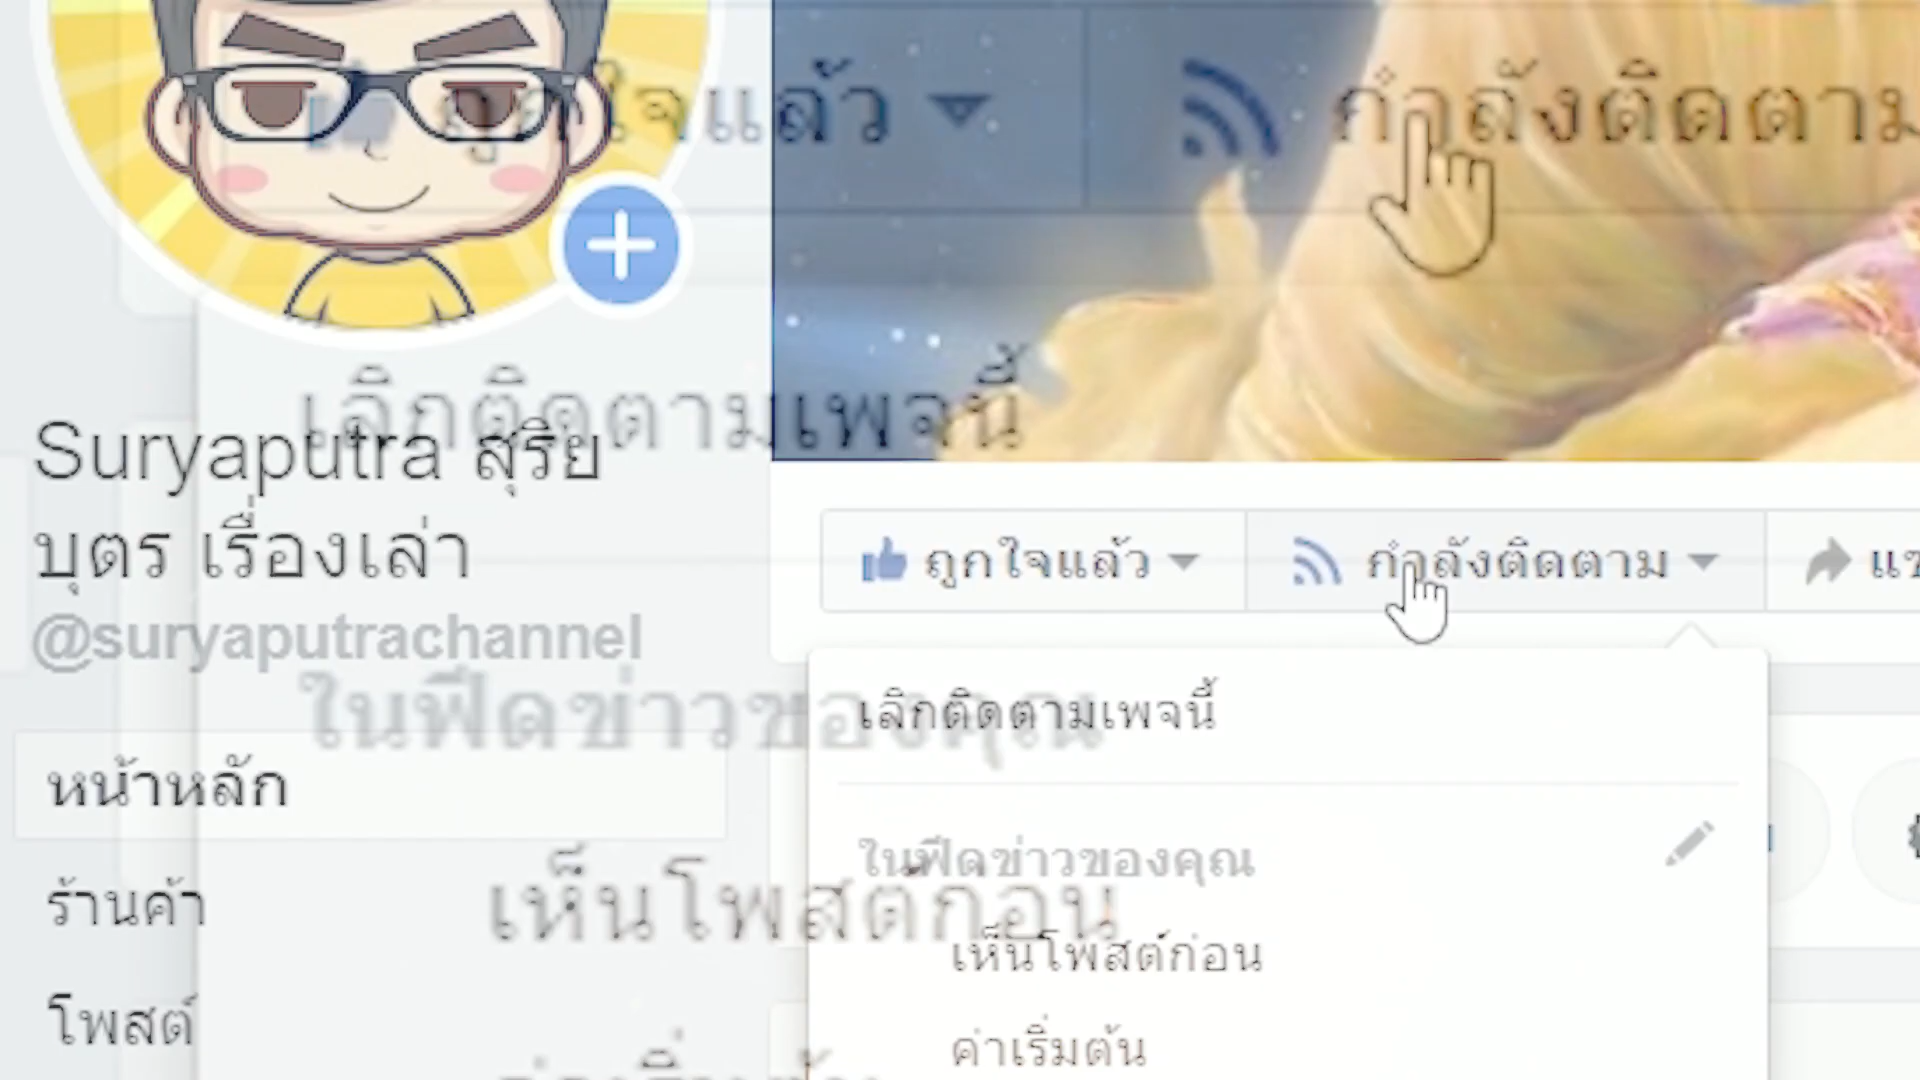 ถูกใจแล้ว กำลังติดตาม
เลิกติดตามเพจนี้
Suryaputra สุริย
บุตร เรื่องเล่า
@suryaputrachannel
ถูกใจแล้ว กำลังติดตาม
เลิกติดตามเพจนี้
ในฟีดข่าวของคุณ
หน้าหลัก
ในฟีดข่าวของคุณ
ร้านค้า
เห็นโพสต์ก่อน
เห็นโพสต์ก่อน
โพสต์
ค่าเริ่มต้น